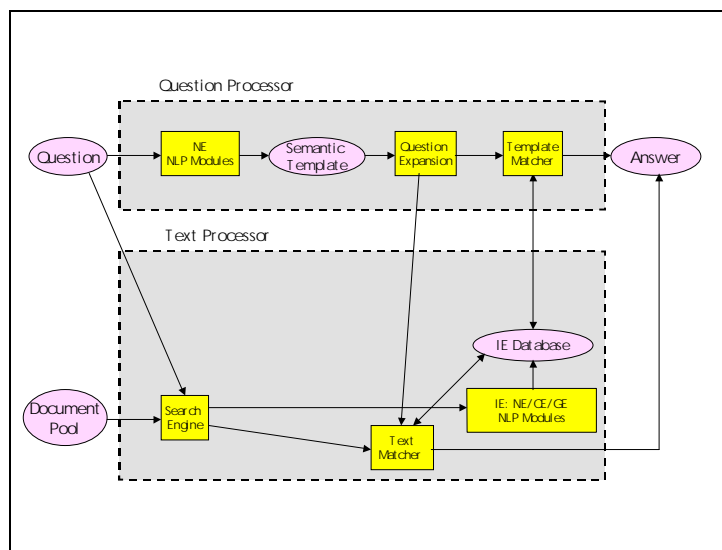 Question Processor
Question
NE
NLP Modules
Semantic
Template
Question
Expansion
Template
Matcher
Answer
Text Processor
IE Database
Document
Pool
Search
Engine
IE: NE/CE/GE
NLP Modules
Text
Matcher